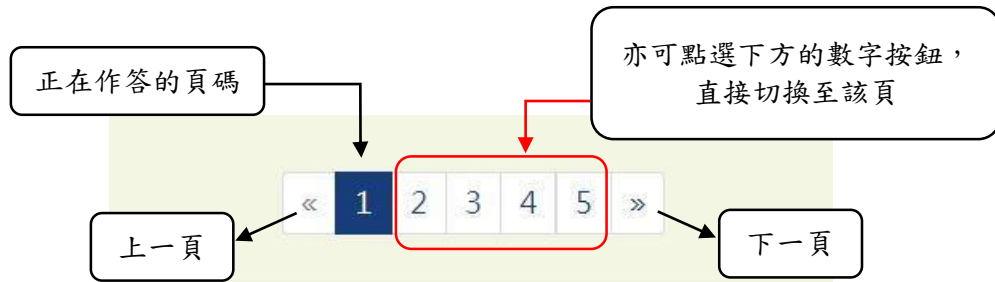 正在作答的頁碼
亦可點選下方的數字按鈕，
直接切換至該頁
« 1 2 3 4 5 »
上一頁
下一頁